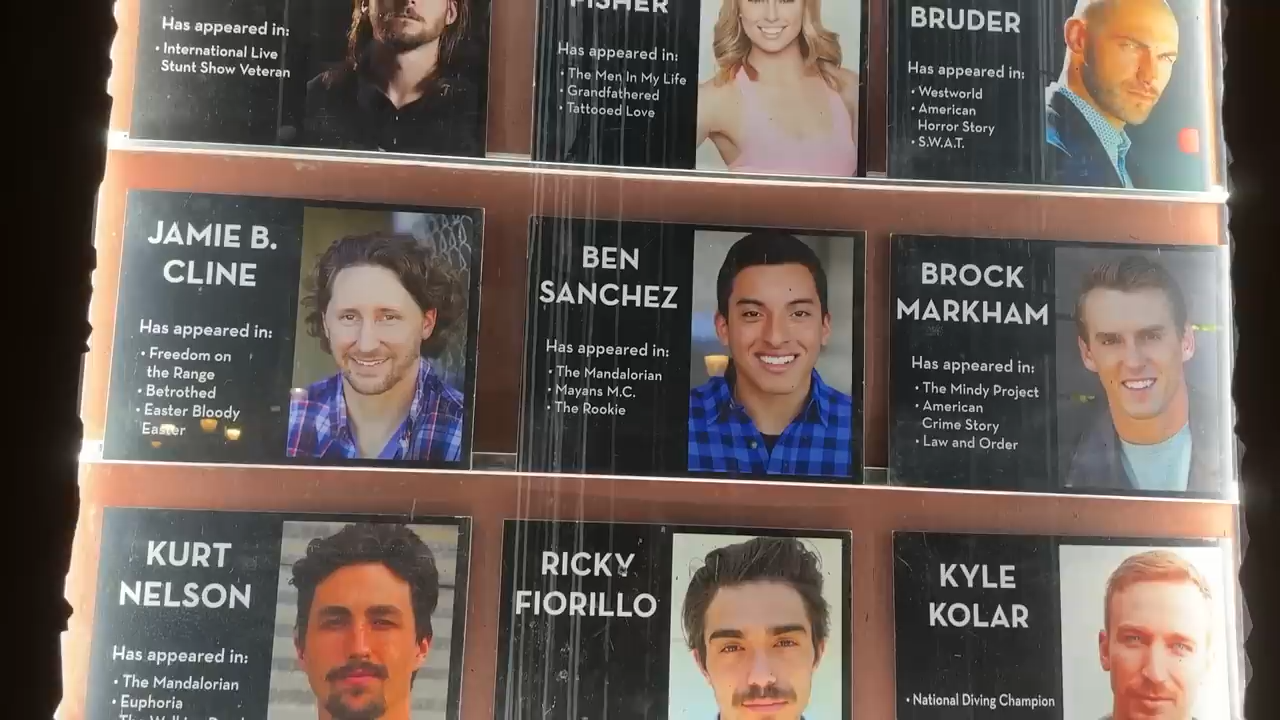 Has appeared in:
• International Live
Stunt Show Veteran
FISHER
Has appeared in:
• The Men In My Life
• Grandfathered
• Tattooed Love
BRUDER
Has appeared in:
• Westworld
• American
Horror Story
• S.W.A.T.
JAMIE B.
CLINE
Has appeared in:
• Freedom on
the Range
• Betrothed
• Easter Bloody
Easter
BEN
SANCHEZ
Has appeared in:
• The Mandalorian
• Mayans M.C.
• The Rookie
BROCK
MARKHAM
Has appeared in:
• The Mindy Project
• American
Crime Story
• Law and Order
KURT
NELSON
Has appeared in:
• The Mandalorian
• Euphoria
RICKY
FIORILLO
KYLE
KOLAR
• National Diving Champion